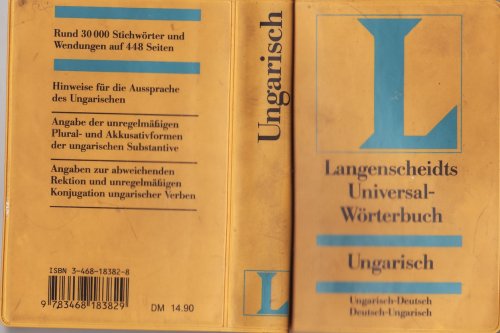 Rund 30 000 Stichwörter und
Wendungen auf 448 Seiten
Hinweise für die Aussprache
des Ungarischen
Angabe der unregelmäßigen
Plural- und Akkusativformen
der ungarischen Substantive
Angaben zur abweichenden
Rektion und unregelmäßigen
Konjugation ungarischer Verben
ISBN 3-468-18382-8
9 783468 183829
DM 14.90
Ungarisch
L
L
Langenscheidts
Universal-
Wörterbuch
Ungarisch
Ungarisch-Deutsch
Deutsch-Ungarisch